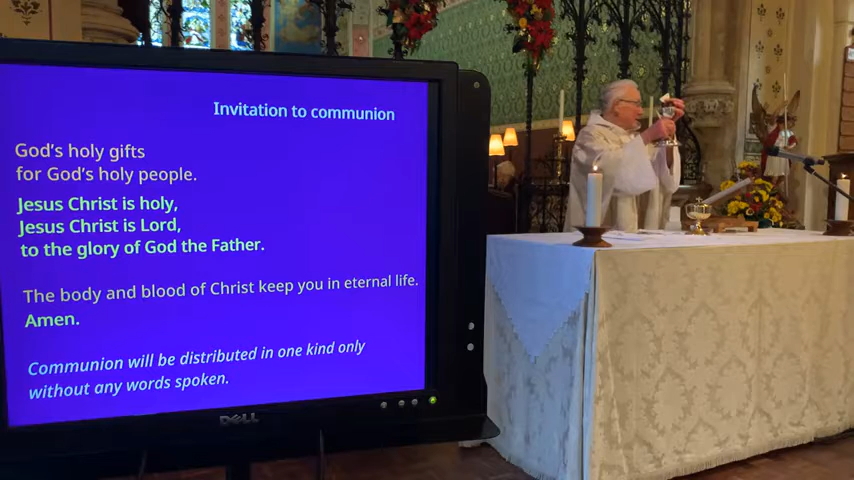 Invitation to communion
God's holy gifts
for God's holy people.
Jesus Christ is holy,
Jesus Christ is Lord,
to the glory of God the Father.
The body and blood of Christ keep you in eternal life.
Amen.
Communion will be distributed in one kind only
without any words spoken.
DELL